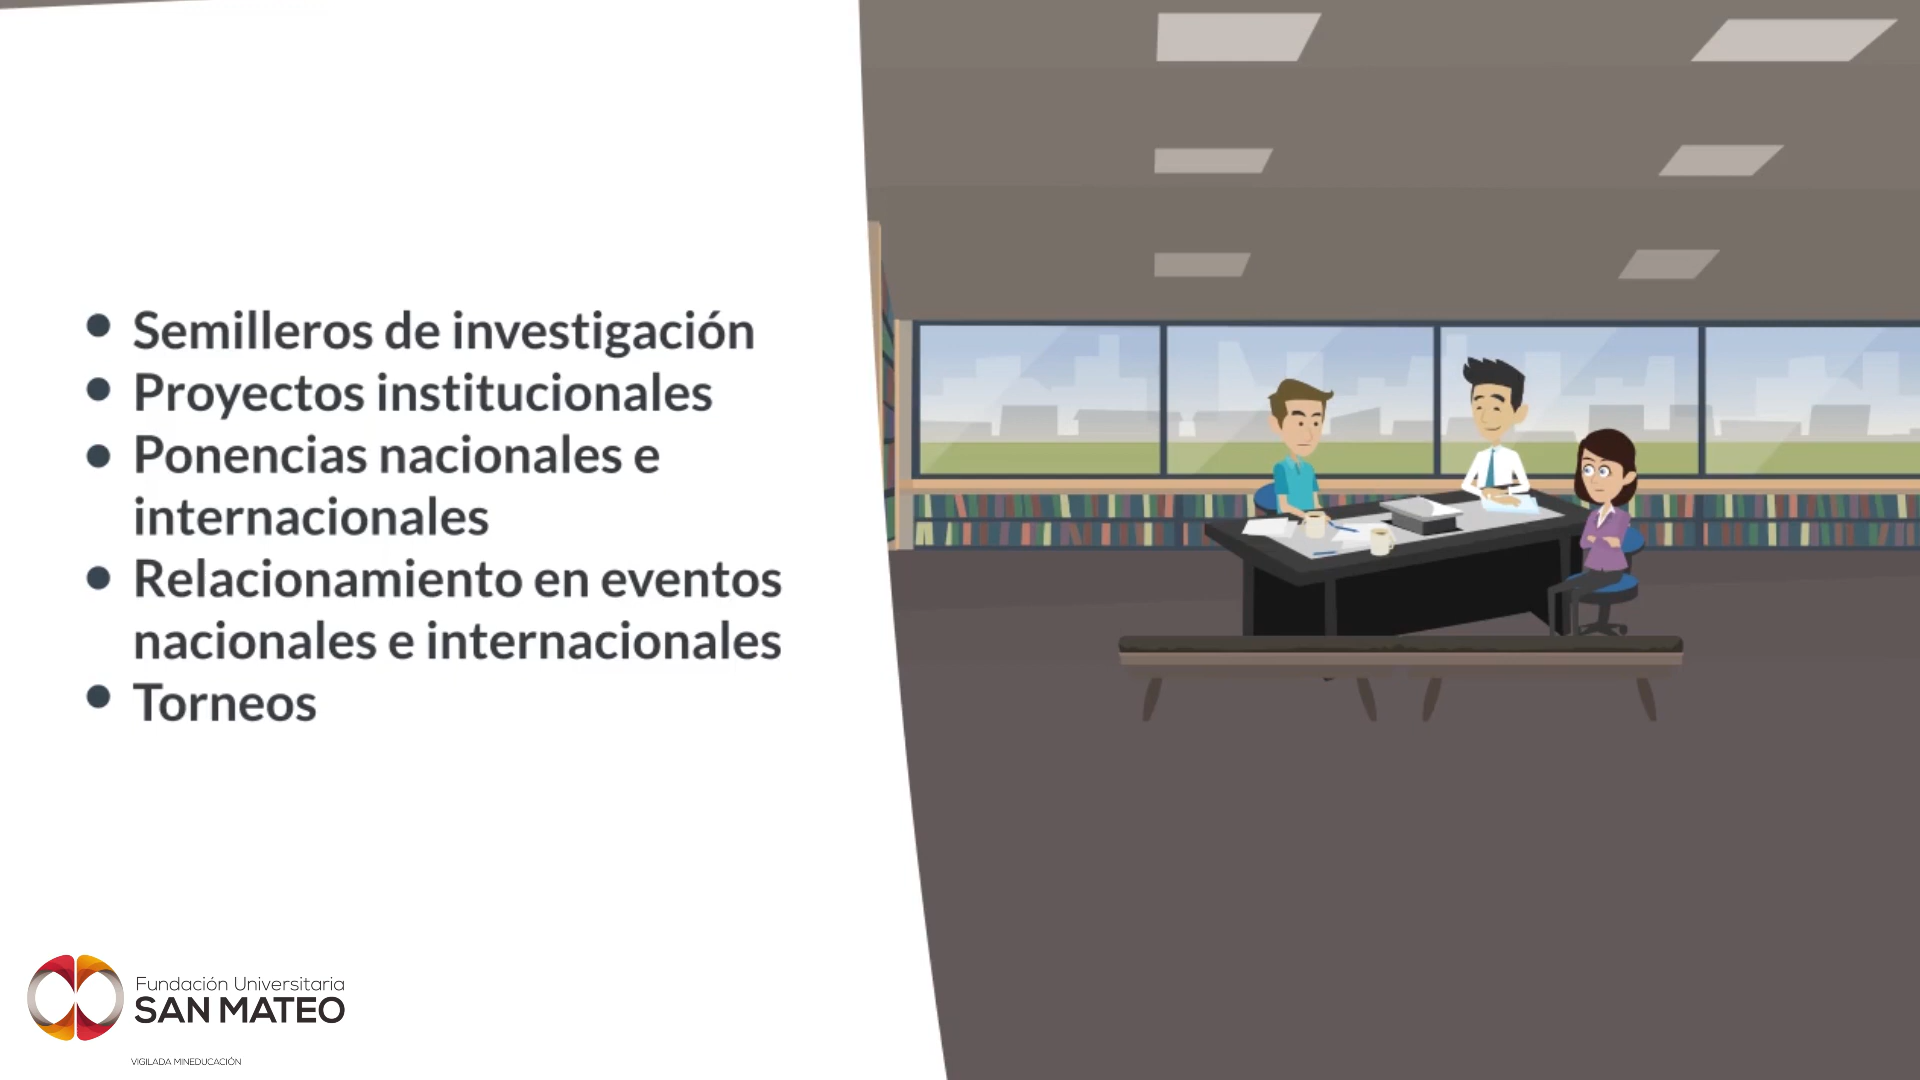 Semilleros de investigación
Proyectos institucionales
Ponencias nacionales e
internacionales
Relacionamiento en eventos
nacionales e internacionales
Torneos
Fundación Universitaria
SAN MATEO
VIGILADA MINEDUCACIÓN